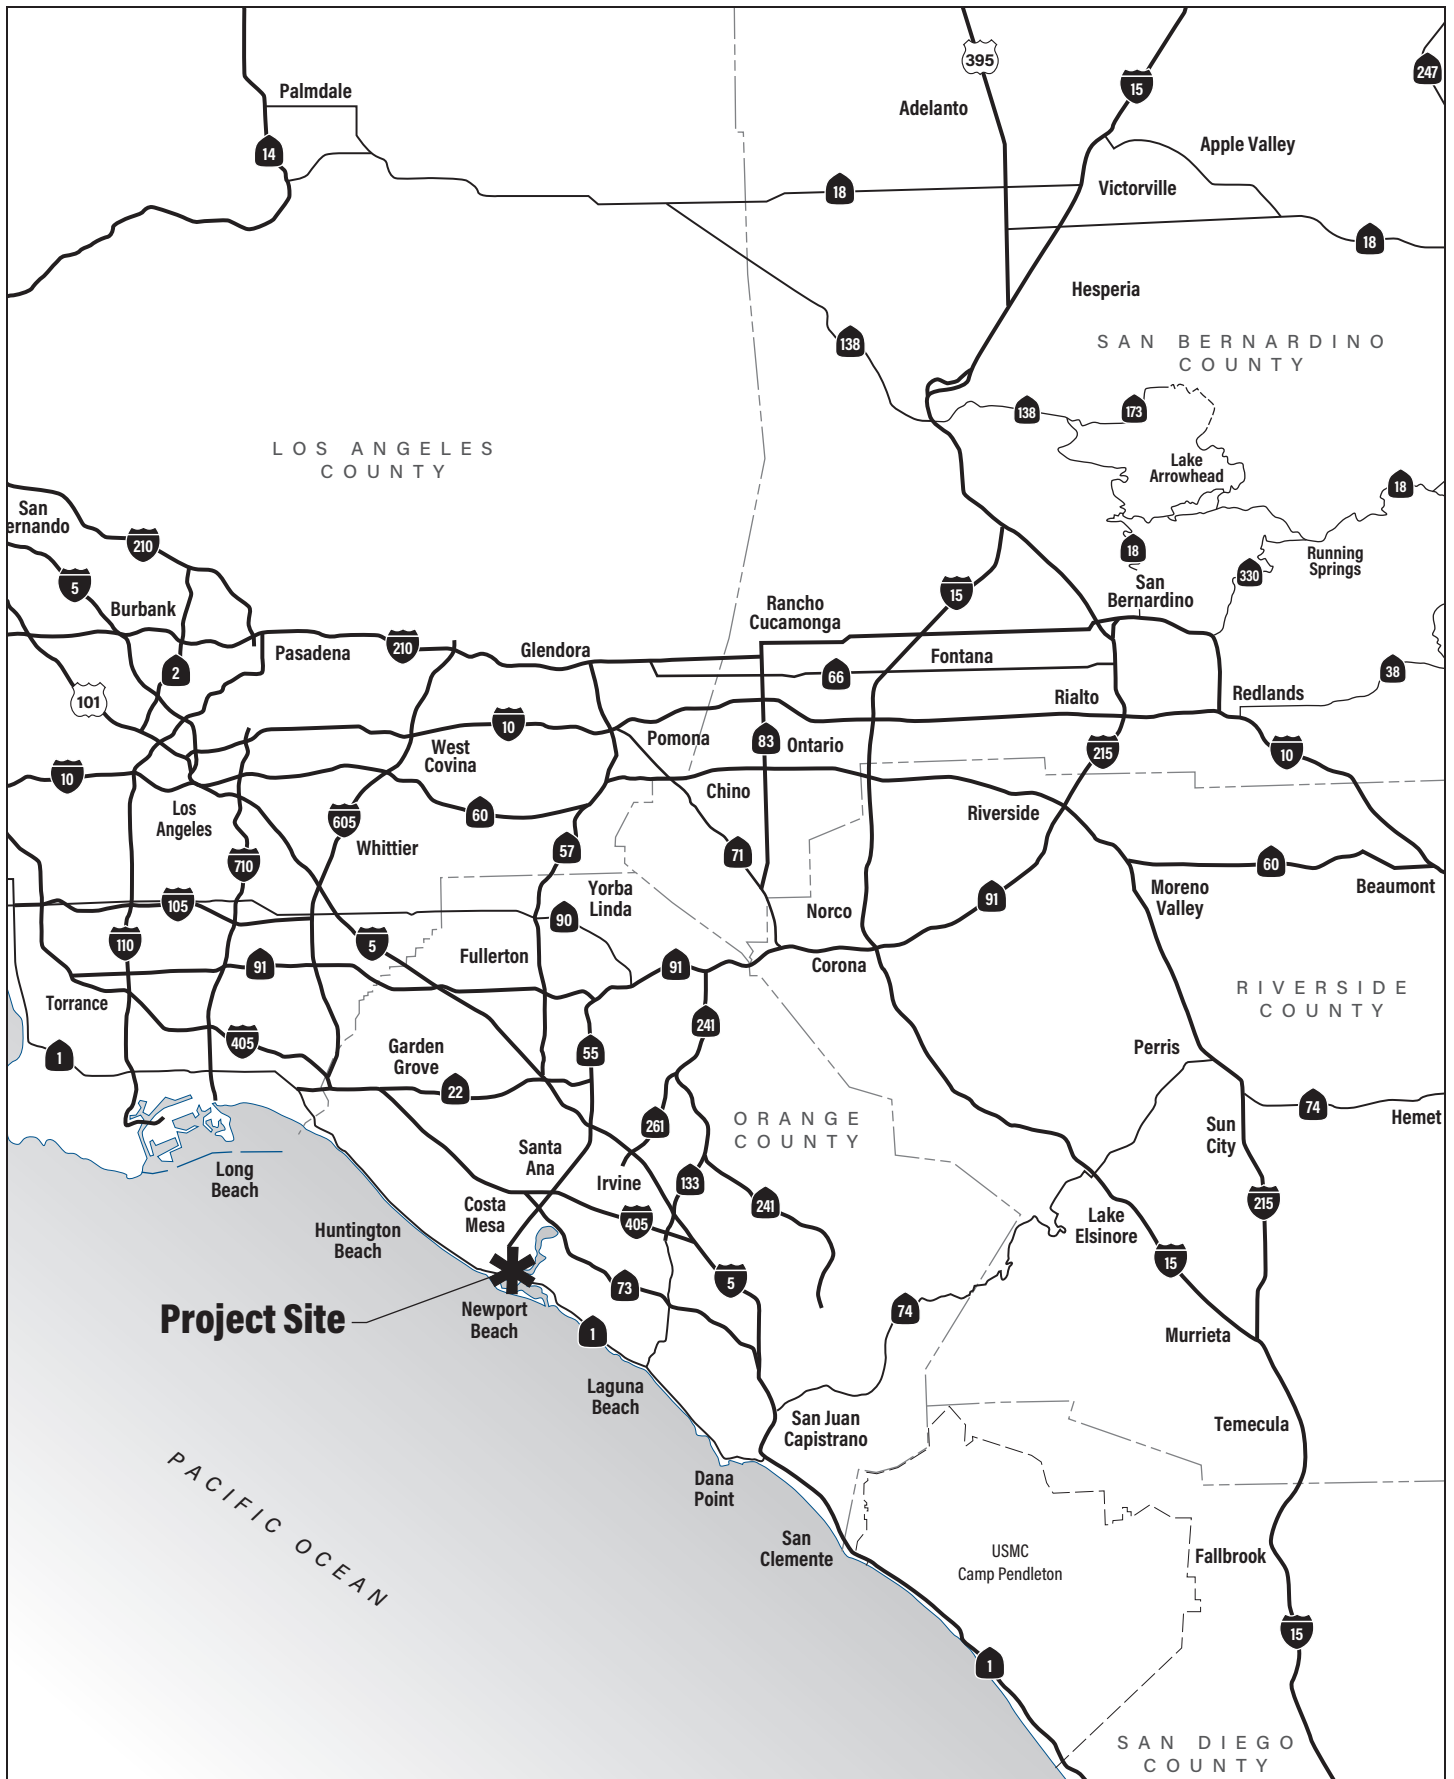 395
15
247
Palmdale
Adelanto
14
Apple Valley
18
Victorville
18
Hesperia
138
SAN BERNARDINO
COUNTY
138
173
LOS ANGELES
COUNTY
Lake
Arrowhead
18
San
ernando
210
18
Running
Springs
5
330
15
San
Bernardino
Burbank
Rancho
Cucamonga
Pasadena
210
Glendora
Fontana
2
66
38
101
Rialto
Redlands
10
Pomona
83
Ontario
West
Covina
215
10
10
Chino
Los
Angeles
605
60
Riverside
Whittier
57
71
710
60
Moreno
Valley
Beaumont
105
Yorba
Linda
90
Norco
91
110
5
Fullerton
91
91
Corona
Torrance
RIVERSIDE
COUNTY
241
1
405
Garden
Grove
55
Perris
22
74
Hemet
261
ORANGE
COUNTY
Sun
City
Santa
Ana
Irvine
133
Long
Beach
241
215
Costa
Mesa
405
Lake
Elsinore
Huntington
Beach
15
73
5
Project Site
Newport
Beach
74
1
Murrieta
Laguna
Beach
San Juan
Capistrano
Temecula
Dana
Point
PACIFIC OCEAN
San
Clemente
USMC
Camp Pendleton
Fallbrook
15
1
SAN DIEGO
COUNTY